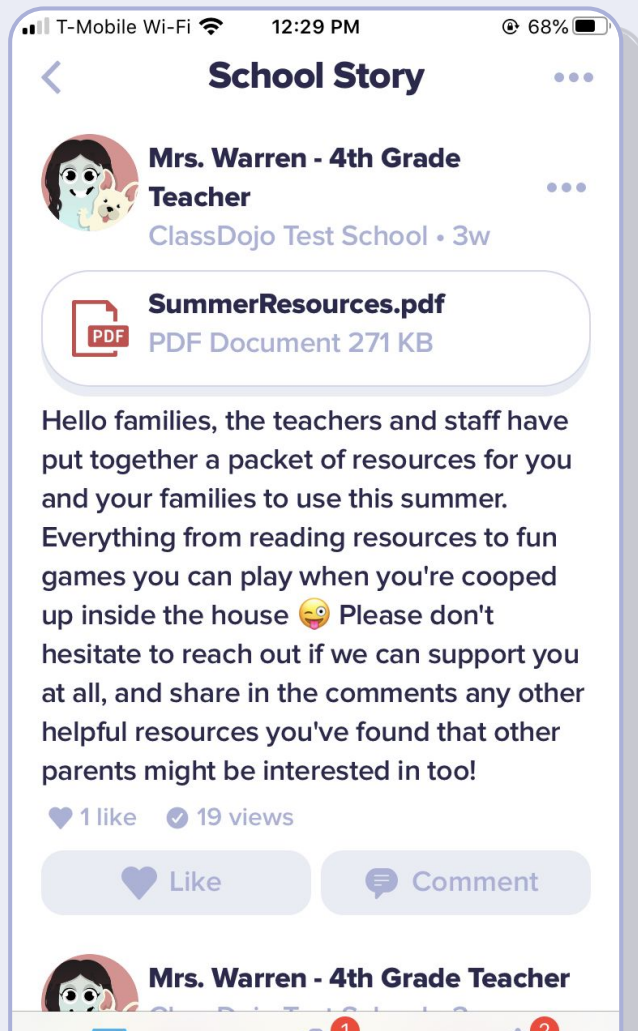 T-Mobile Wi-Fi 12:29 PM 68%
School Story
Mrs. Warren - 4th Grade
Teacher
ClassDojo Test School • 3w
SummerResources.pdf
PDF
PDF Document 271 KB
Hello families, the teachers and staff have
put together a packet of resources for you
and your families to use this summer.
Everything from reading resources to fun
games you can play when you're cooped
up inside the house 😜 Please don't
hesitate to reach out if we can support you
at all, and share in the comments any other
helpful resources you've found that other
parents might be interested in too!
1 like 19 views
Like Comment
Mrs. Warren - 4th Grade Teacher
1 2